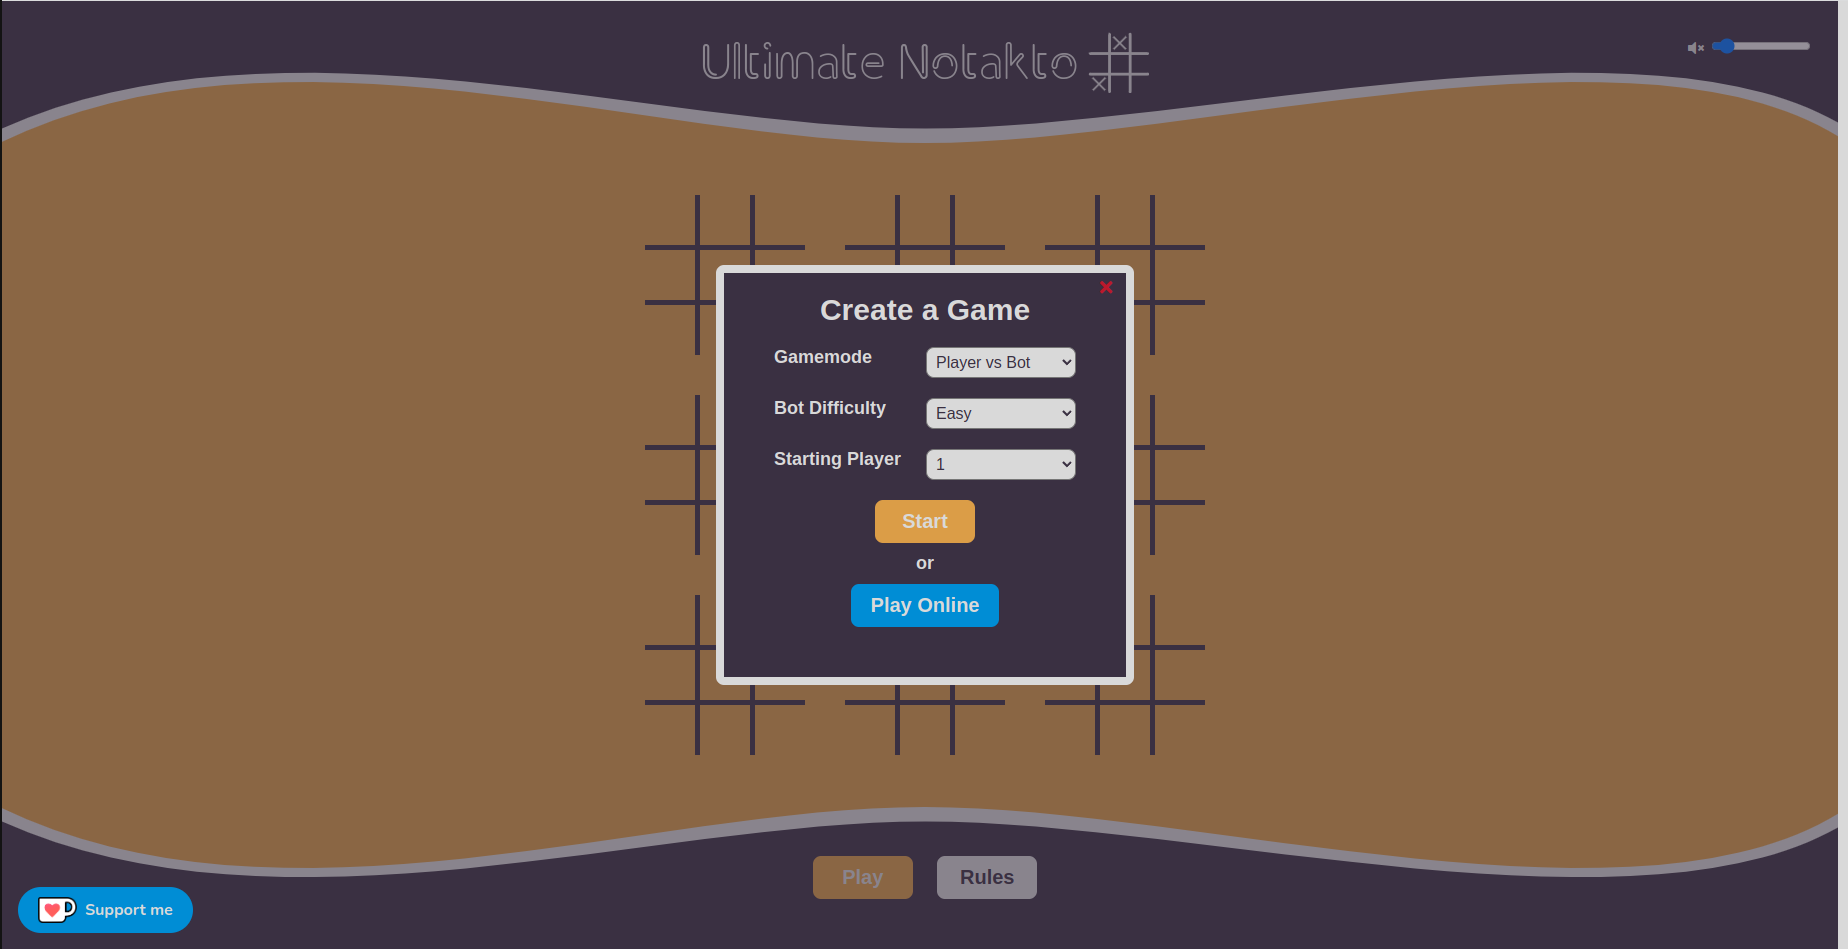 Ultimate Notakto
Create a Game
Gamemode
Player vs Bot
Bot Difficulty
Easy
Starting Player
1
Start
or
Play Online
Play
Rules
Support me